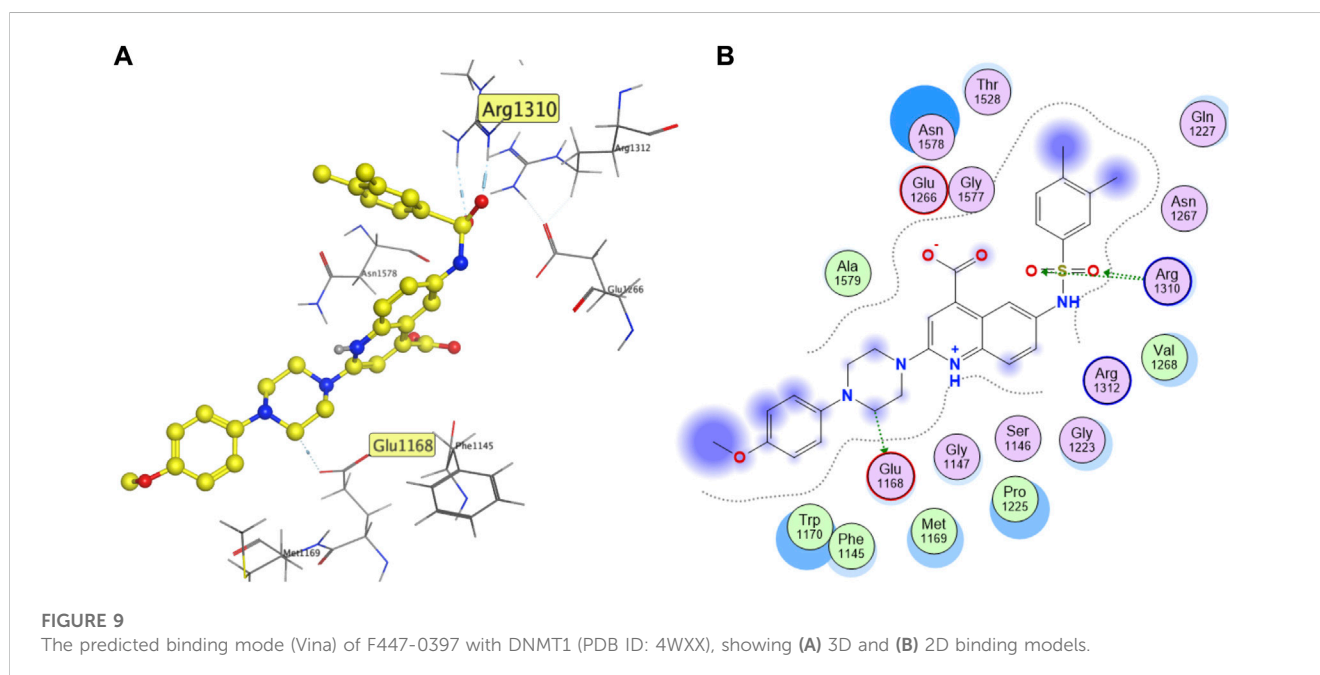 A
Arg1310
Arg1312
Asn1578
Glu1266
Glu1168
Phe1145
Met1169
B
Thr
1528
Asn
1578
Gln
1227
Glu
1266
Gly
1577
Asn
1267
Ala
1579
O-
O
O
S
O
Arg
1310
NH
Val
1268
N
N+
H
Arg
1312
N
O
Glu
1168
Gly
1147
Ser
1146
Gly
1223
Pro
1225
Trp
1170
Phe
1145
Met
1169
FIGURE 9
The predicted binding mode (Vina) of F447-0397 with DNMT1 (PDB ID: 4WXX), showing (A) 3D and (B) 2D binding models.